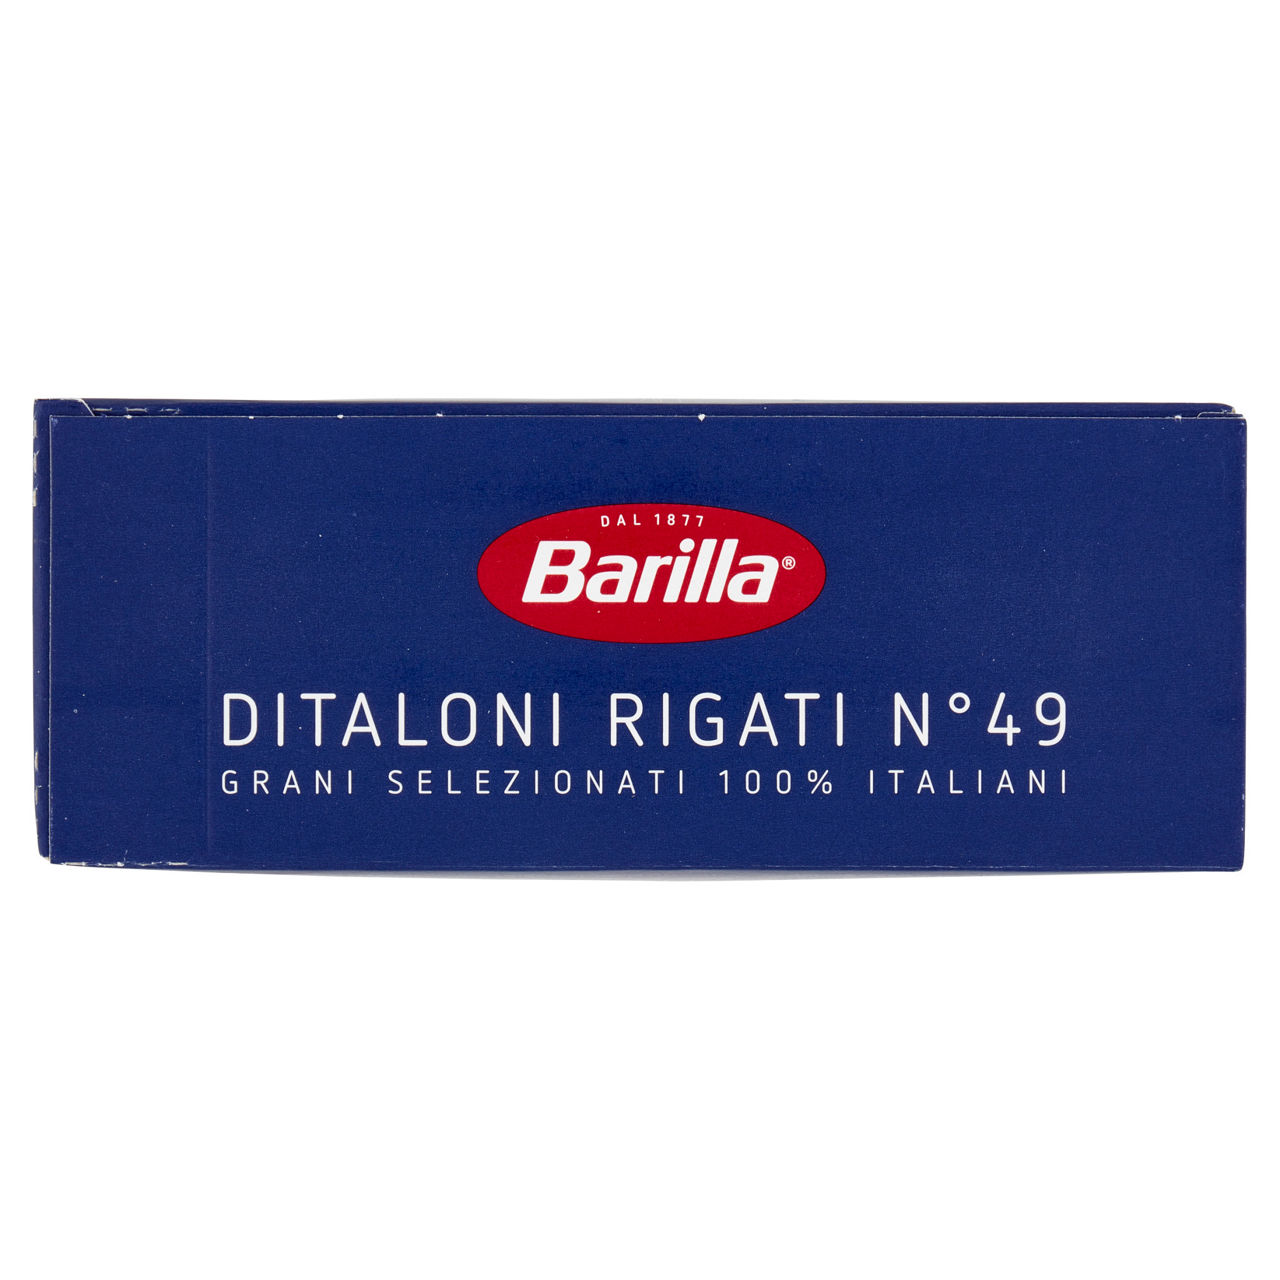 DAL 1877
Barilla®
DITALONI RIGATI N°49
GRANI SELEZIONATI 100% ITALIANI